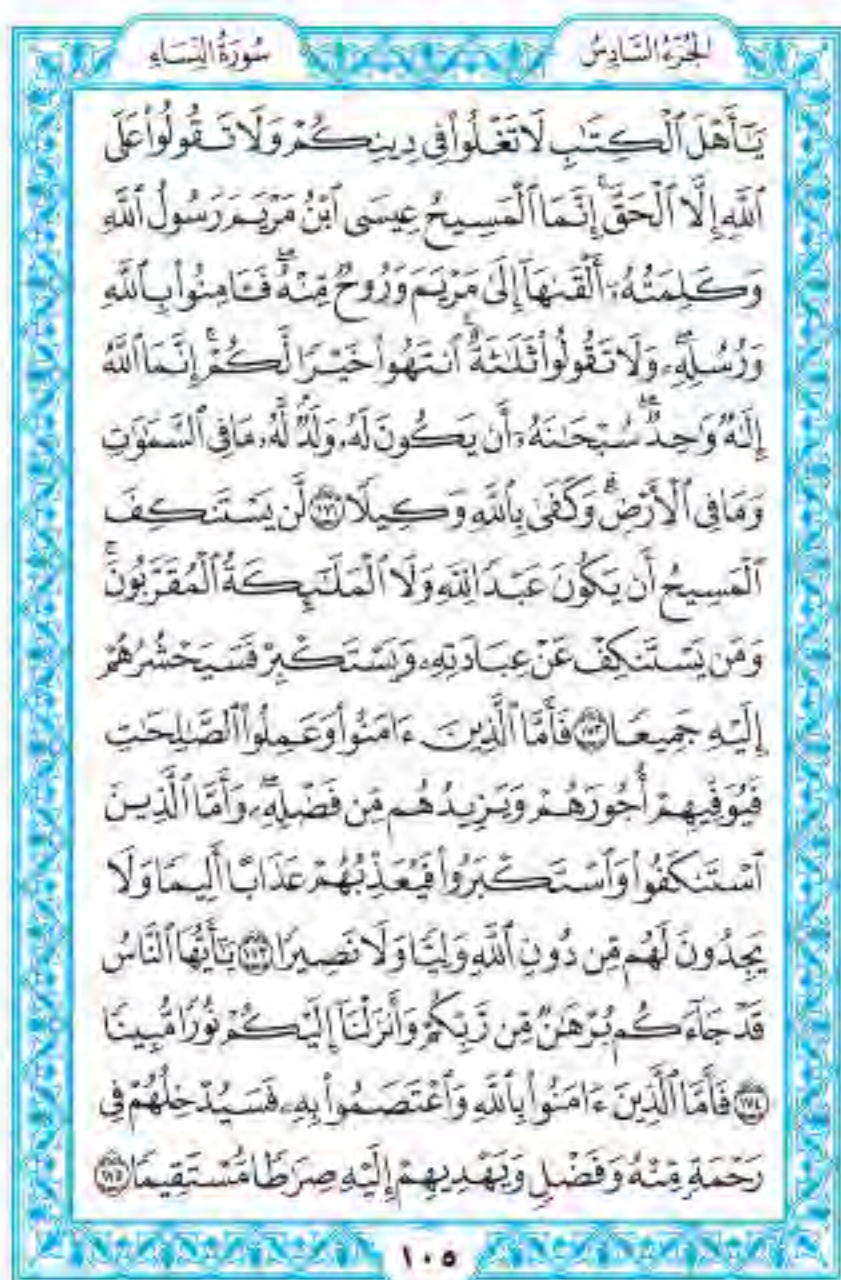 الجزء السادس
سورة النساء
يَٰٓأَهۡلَ ٱلۡكِتَٰبِ لَا تَغۡلُواْ فِي دِينِكُمۡ وَلَا تَقُولُواْ عَلَى
ٱللَّهِ إِلَّا ٱلۡحَقَّۚ إِنَّمَا ٱلۡمَسِيحُ عِيسَى ٱبۡنُ مَرۡيَمَ رَسُولُ ٱللَّهِ
وَكَلِمَتُهُۥٓ أَلۡقَىٰهَآ إِلَىٰ مَرۡيَمَ وَرُوحٞ مِّنۡهُۖ فَـَٔامِنُواْ بِٱللَّهِ
وَرُسُلِهِۦۖ وَلَا تَقُولُواْ ثَلَٰثَةٌۚ ٱنتَهُواْ خَيۡرٗا لَّكُمۡۚ إِنَّمَا ٱللَّهُ
إِلَٰهٞ وَٰحِدٞۖ سُبۡحَٰنَهُۥٓ أَن يَكُونَ لَهُۥ وَلَدٞۘ لَّهُۥ مَا فِي ٱلسَّمَٰوَٰتِ
وَمَا فِي ٱلۡأَرۡضِۗ وَكَفَىٰ بِٱللَّهِ وَكِيلٗا ١٧١ لَّن يَسۡتَنكِفَ
ٱلۡمَسِيحُ أَن يَكُونَ عَبۡدٗا لِّلَّهِ وَلَا ٱلۡمَلَٰٓئِكَةُ ٱلۡمُقَرَّبُونَۚ
وَمَن يَسۡتَنكِفۡ عَنۡ عِبَادَتِهِۦ وَيَسۡتَكۡبِرۡ فَسَيَحۡشُرُهُمۡ
إِلَيۡهِ جَمِيعٗا ١٧٢ فَأَمَّا ٱلَّذِينَ ءَامَنُواْ وَعَمِلُواْ ٱلصَّٰلِحَٰتِ
فَيُوَفِّيهِمۡ أُجُورَهُمۡ وَيَزِيدُهُم مِّن فَضۡلِهِۦۖ وَأَمَّا ٱلَّذِينَ
ٱسۡتَنكَفُواْ وَٱسۡتَكۡبَرُواْ فَيُعَذِّبُهُمۡ عَذَابًا أَلِيمٗا وَلَا
يَجِدُونَ لَهُم مِّن دُونِ ٱللَّهِ وَلِيّٗا وَلَا نَصِيرٗا ١٧٣ يَٰٓأَيُّهَا ٱلنَّاسُ
قَدۡ جَآءَكُم بُرۡهَٰنٞ مِّن رَّبِّكُمۡ وَأَنزَلۡنَآ إِلَيۡكُمۡ نُورٗا مُّبِينٗا
١٧٤ فَأَمَّا ٱلَّذِينَ ءَامَنُواْ بِٱللَّهِ وَٱعۡتَصَمُواْ بِهِۦ فَسَيُدۡخِلُهُمۡ فِي
رَحۡمَةٖ مِّنۡهُ وَفَضۡلٖ وَيَهۡدِيهِمۡ إِلَيۡهِ صِرَٰطٗا مُّسۡتَقِيمٗا ١٧٥
١٠٥